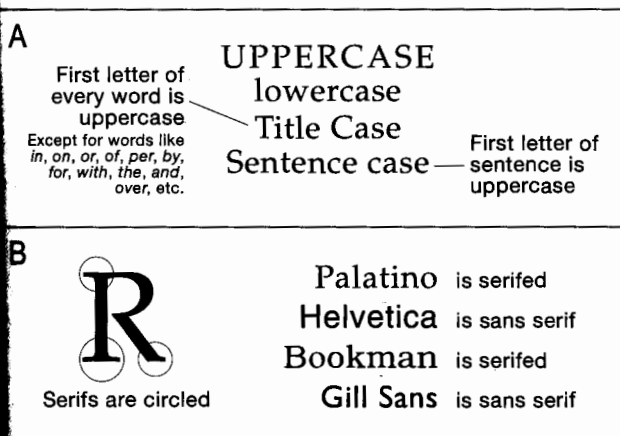 A
UPPERCASE
lowercase
Title Case
Sentence case
First letter of
every word is
uppercase
Except for words like
in, on, or, of, per, by,
for, with, the, and,
over, etc.
First letter of
sentence is
uppercase
B
R
Serifs are circled
Palatino is serifed
Helvetica is sans serif
Bookman is serifed
Gill Sans is sans serif